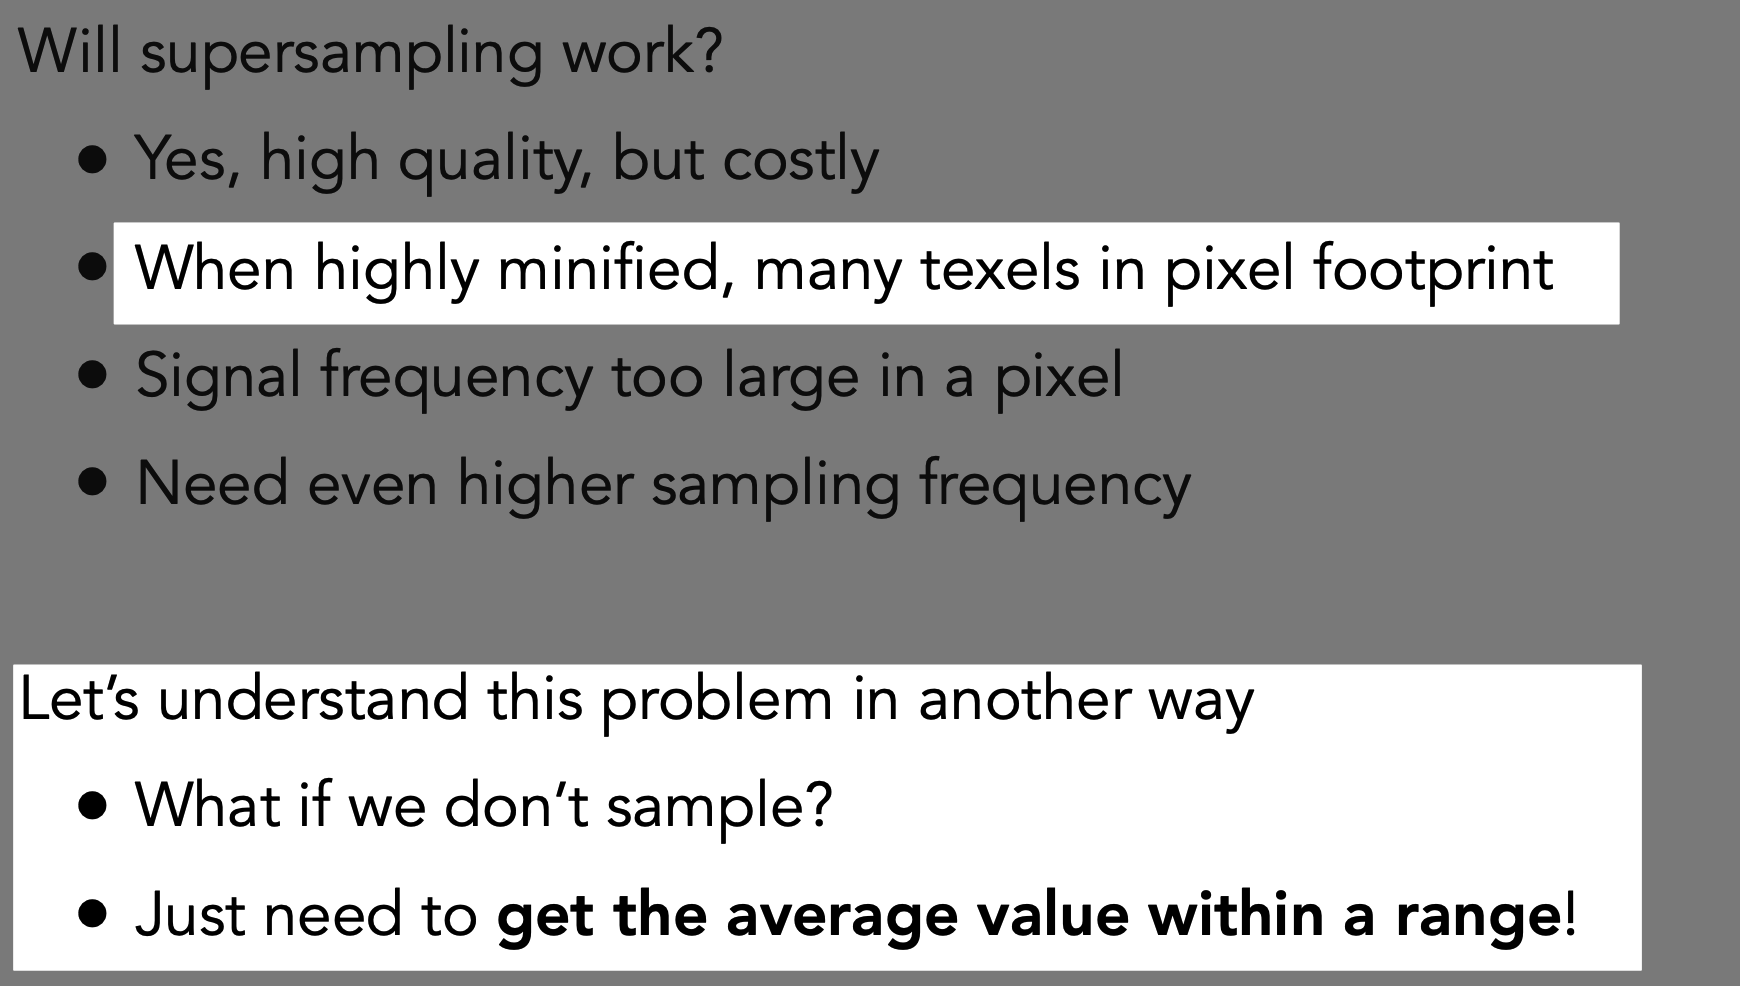 Will supersampling work?
● Yes, high quality, but costly
● When highly minified, many texels in pixel footprint
● Signal frequency too large in a pixel
● Need even higher sampling frequency
Let’s understand this problem in another way
● What if we don’t sample?
● Just need to get the average value within a range!